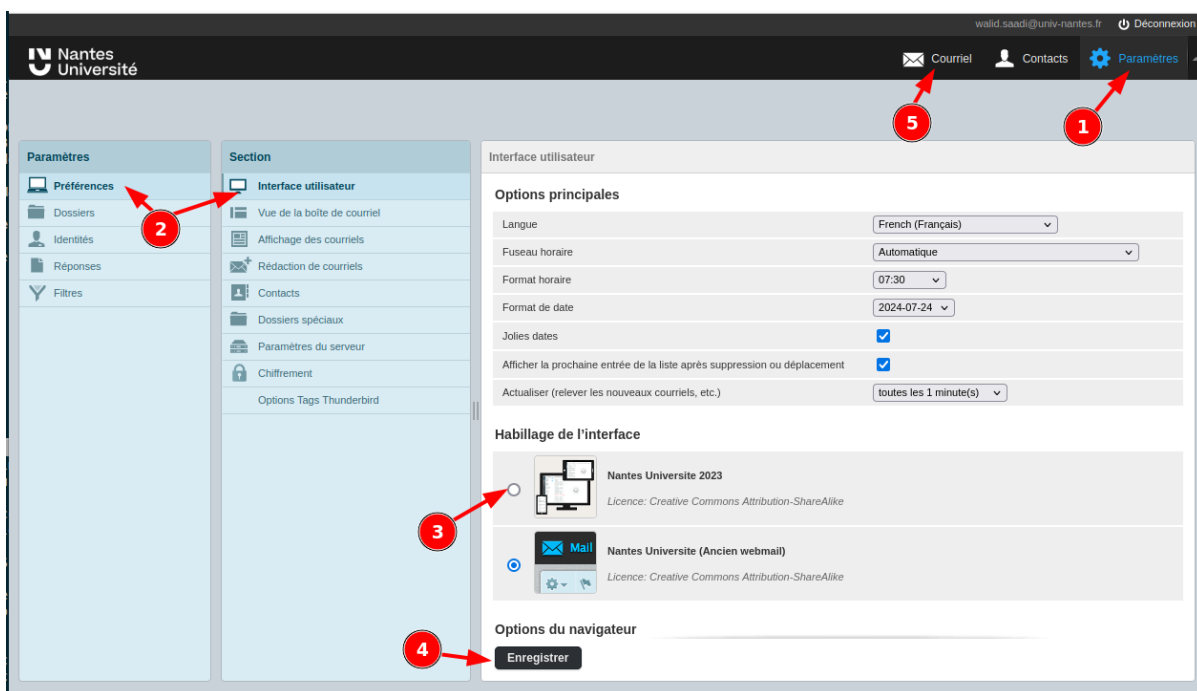 walid.saadi@univ-nantes.fr Déconnexion
Nantes
Université
Courriel Contacts Paramètres
5 1
Paramètres
Préférences
Dossiers
Identités
Réponses
Filtres
2
Section
Interface utilisateur
Vue de la boîte de courriel
Affichage des courriels
Rédaction de courriels
Contacts
Dossiers spéciaux
Paramètres du serveur
Chiffrement
Options Tags Thunderbird
Interface utilisateur
Options principales
Langue French (Français)
Fuseau horaire Automatique
Format horaire 07:30
Format de date 2024-07-24
Jolies dates
Afficher la prochaine entrée de la liste après suppression ou déplacement
Actualiser (relever les nouveaux courriels, etc.) toutes les 1 minute(s)
Habillage de l'interface
Nantes Universite 2023
Licence: Creative Commons Attribution-ShareAlike
3
Mail
Nantes Universite (Ancien webmail)
Licence: Creative Commons Attribution-ShareAlike
Options du navigateur
4
Enregistrer